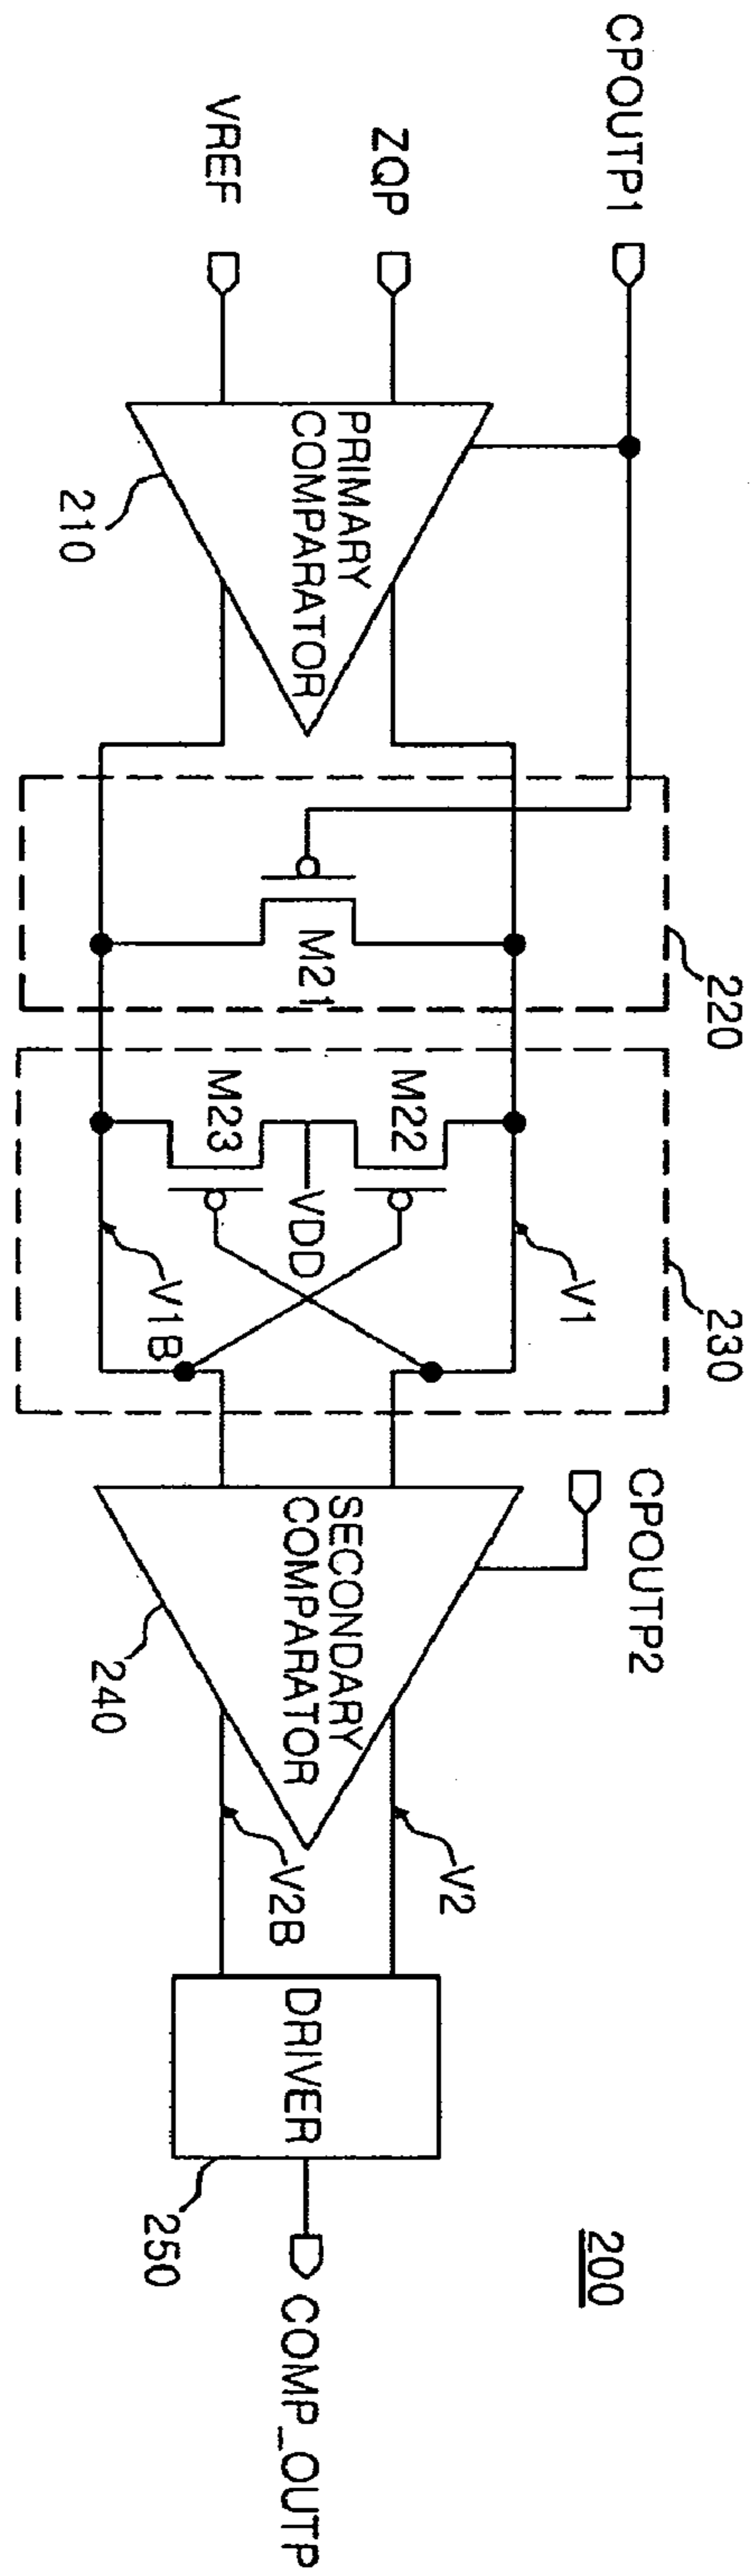 CPOUTP1
ZQP
VREF
PRIMARY
COMPARATOR
210
220
M21
230
M22
M23
VDD
V1
V1B
CPOUTP2
SECONDARY
COMPARATOR
240
V2
V2B
DRIVER
250
COMP_OUTP
200